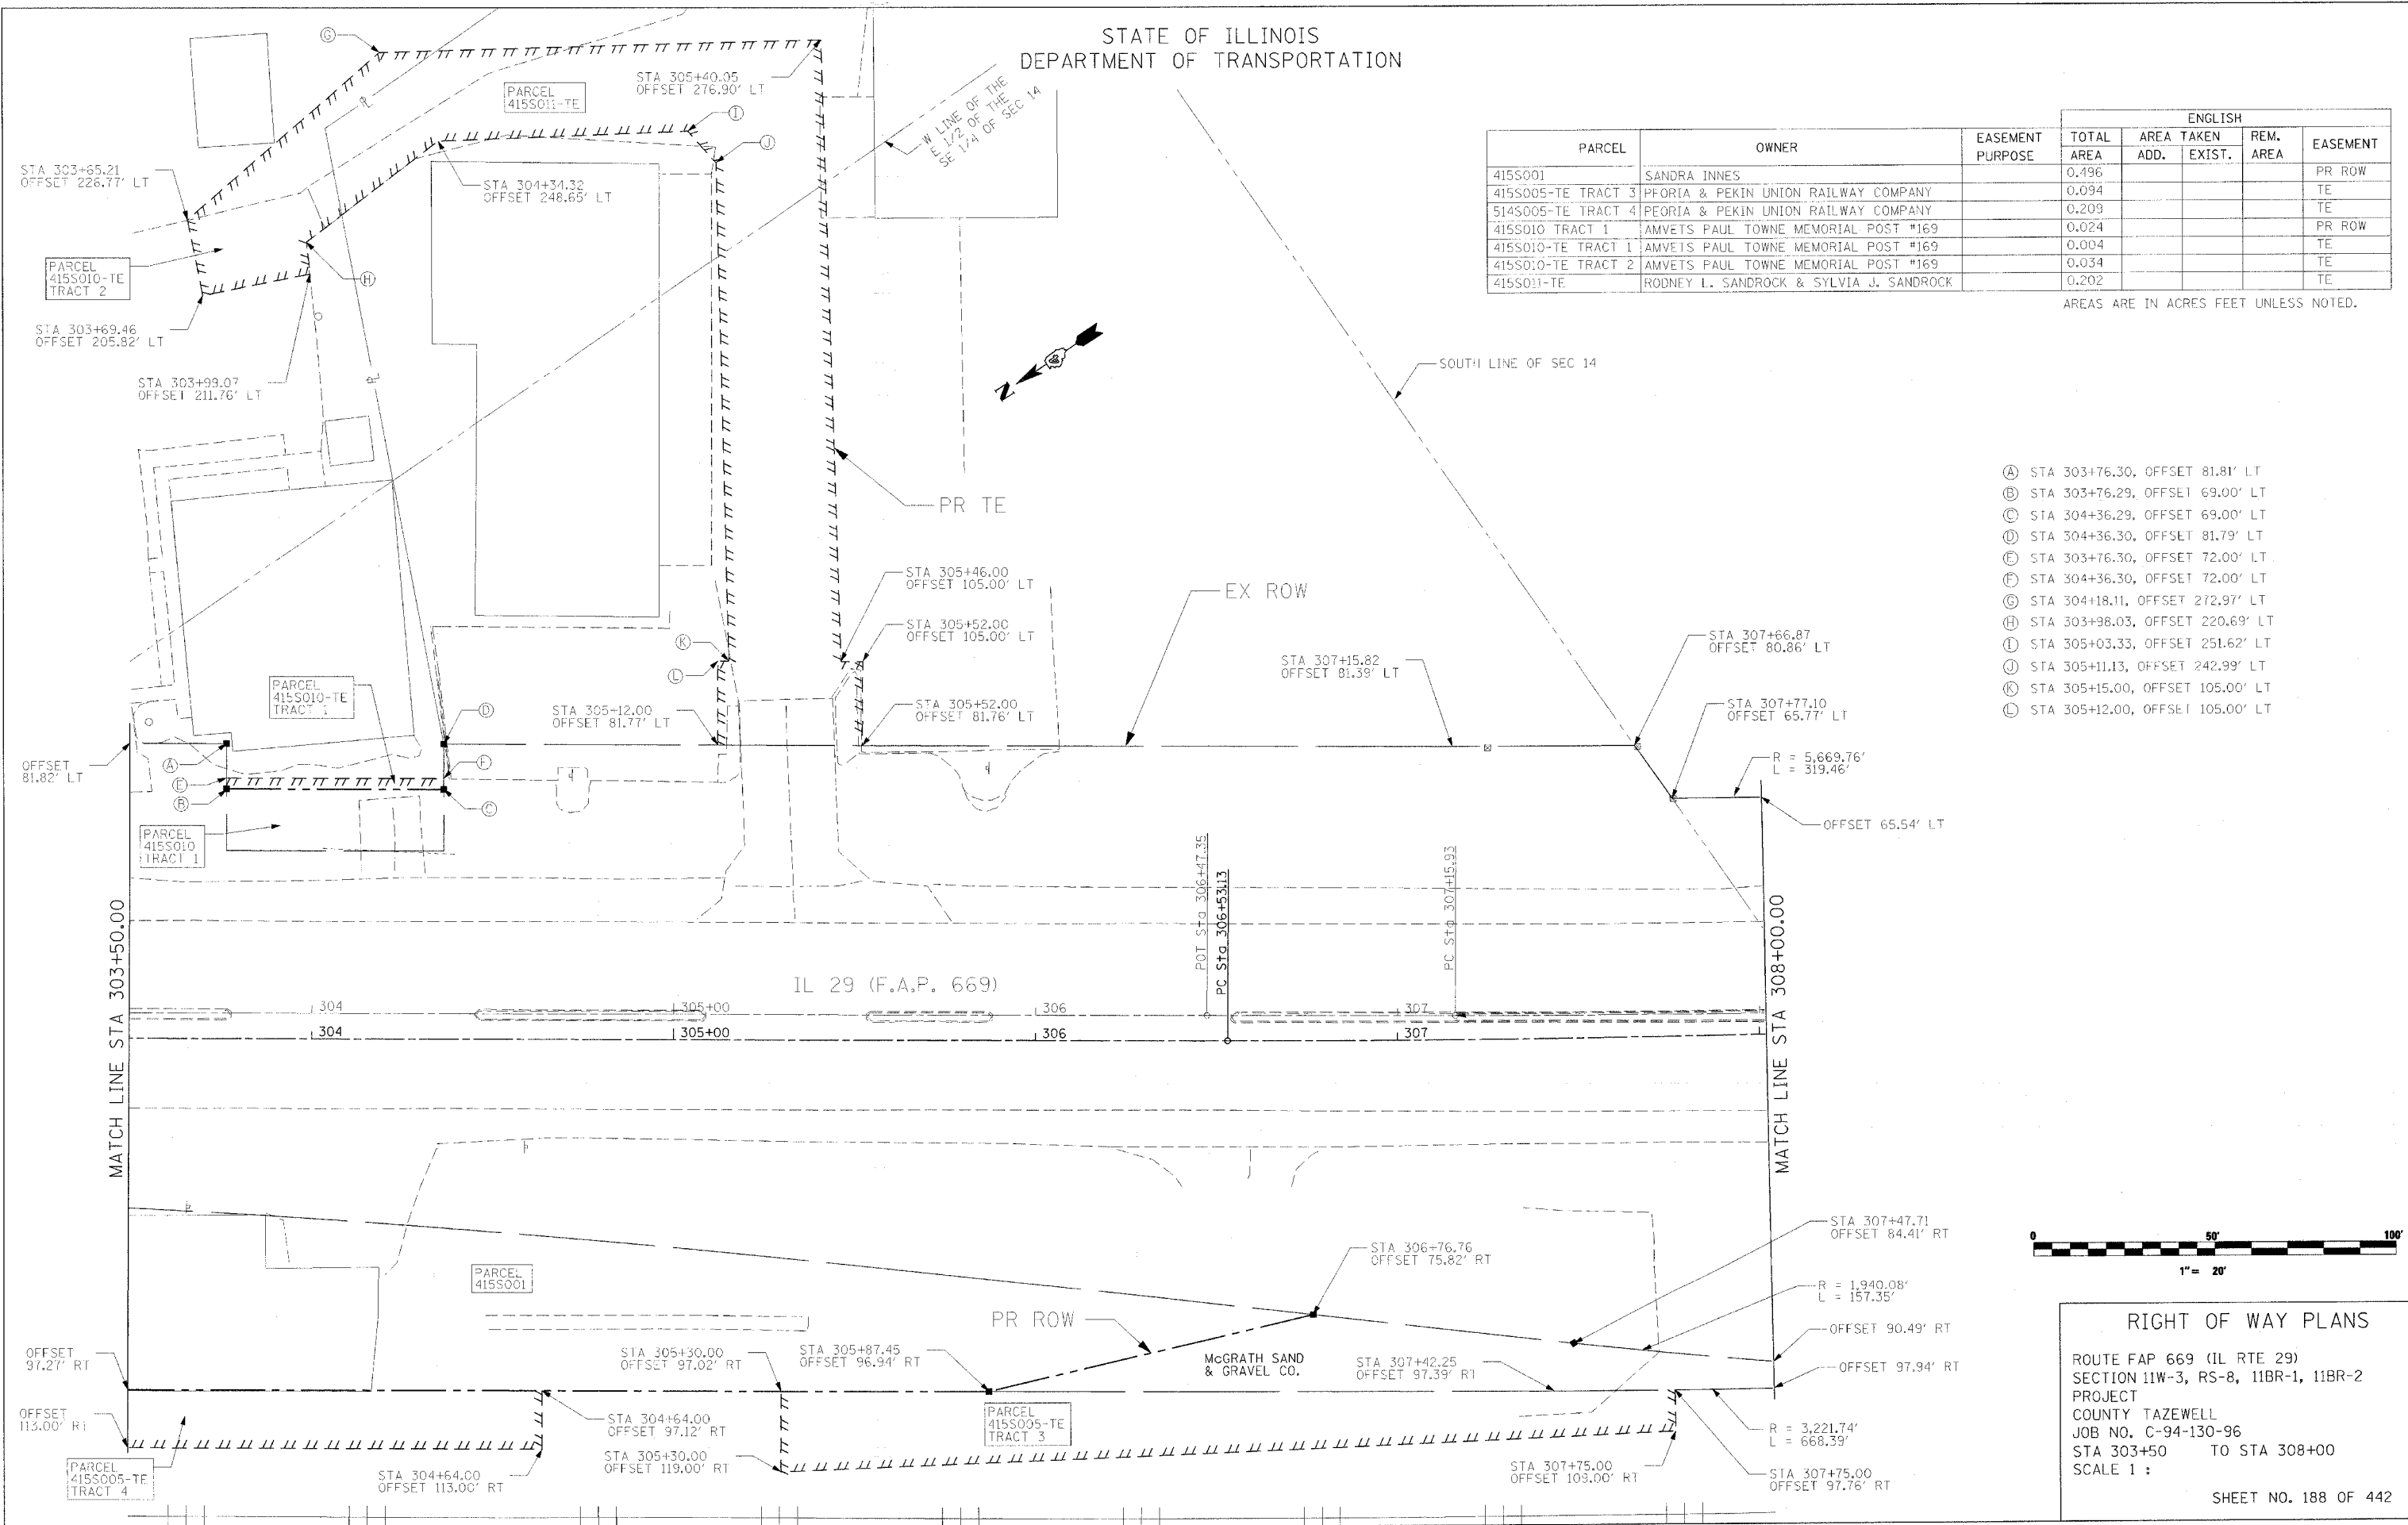 STATE OF ILLINOIS
DEPARTMENT OF TRANSPORTATION
G
STA 305+40.05
OFFSET 276.90' LT
PARCEL
415S011-TE
I
J
W LINE OF THE
E 1/2 OF THE
SE 1/4 OF SEC 14
STA 303+65.21
OFFSET 226.77' LT
STA 304+34.32
OFFSET 248.65' LT
PARCEL
415S010-TE
TRACT 2
H
STA 303+69.46
OFFSET 205.82' LT
STA 303+99.07
OFFSET 211.76' LT
ENGLISH
PARCEL OWNER EASEMENT PURPOSE TOTAL AREA AREA TAKEN ADD. EXIST. REM. AREA EASEMENT
415S001 SANDRA INNES 0.496 PR ROW
415S005-TE TRACT 3 PEORIA & PEKIN UNION RAILWAY COMPANY 0.094 TE
514S005-TE TRACT 4 PEORIA & PEKIN UNION RAILWAY COMPANY 0.209 TE
415S010 TRACT 1 AMVETS PAUL TOWNE MEMORIAL POST #169 0.024 PR ROW
415S010-TE TRACT 1 AMVETS PAUL TOWNE MEMORIAL POST #169 0.004 TE
415S010-TE TRACT 2 AMVETS PAUL TOWNE MEMORIAL POST #169 0.034 TE
415S011-TE RODNEY L. SANDROCK & SYLVIA J. SANDROCK 0.202 TE
AREAS ARE IN ACRES FEET UNLESS NOTED.
N
SOUTH LINE OF SEC 14
PR TE
A STA 303+76.30, OFFSET 81.81' LT
B STA 303+76.29, OFFSET 69.00' LT
C STA 304+36.29, OFFSET 69.00' LT
D STA 304+36.30, OFFSET 81.79' LT
E STA 303+76.30, OFFSET 72.00' LT
F STA 304+36.30, OFFSET 72.00' LT
G STA 304+18.11, OFFSET 272.97' LT
H STA 303+98.03, OFFSET 220.69' LT
I STA 305+03.33, OFFSET 251.62' LT
J STA 305+11.13, OFFSET 242.99' LT
K STA 305+15.00, OFFSET 105.00' LT
L STA 305+12.00, OFFSET 105.00' LT
STA 305+46.00
OFFSET 105.00' LT
EX ROW
STA 305+52.00
OFFSET 105.00' LT
K
L
STA 307+66.87
OFFSET 80.86' LT
STA 307+15.82
OFFSET 81.39' LT
PARCEL
415S010-TE
TRACT 1
D
STA 305+12.00
OFFSET 81.77' LT
STA 305+52.00
OFFSET 81.76' LT
STA 307+77.10
OFFSET 65.77' LT
OFFSET
81.82' LT
A
E
B
F
C
R = 5,669.76'
L = 319.46'
OFFSET 65.54' LT
PARCEL
415S010
TRACT 1
POT Sta 306+47.35
PC Sta 306+53.13
PC Sta 307+15.93
MATCH LINE STA 303+50.00
MATCH LINE STA 308+00.00
IL 29 (F.A.P. 669)
304 305+00 306 307
304 305+00 306 307
STA 307+47.71
OFFSET 84.41' RT
STA 306+76.76
OFFSET 75.82' RT
PARCEL
415S001
PR ROW
R = 1,940.08'
L = 157.35'
OFFSET 90.49' RT
OFFSET
97.27' RT
STA 305+30.00
OFFSET 97.02' RT
STA 305+87.45
OFFSET 96.94' RT
McGRATH SAND
& GRAVEL CO.
STA 307+42.25
OFFSET 97.39' RT
OFFSET 97.94' RT
OFFSET
113.00' RT
STA 304+64.00
OFFSET 97.12' RT
PARCEL
415S005-TE
TRACT 3
R = 3,221.74'
L = 668.39'
PARCEL
415S005-TE
TRACT 4
STA 304+64.00
OFFSET 113.00' RT
STA 305+30.00
OFFSET 119.00' RT
STA 307+75.00
OFFSET 109.00' RT
STA 307+75.00
OFFSET 97.76' RT
0 50' 100'
1"= 20'
RIGHT OF WAY PLANS
ROUTE FAP 669 (IL RTE 29)
SECTION 11W-3, RS-8, 11BR-1, 11BR-2
PROJECT
COUNTY TAZEWELL
JOB NO. C-94-130-96
STA 303+50 TO STA 308+00
SCALE 1 :
SHEET NO. 188 OF 442